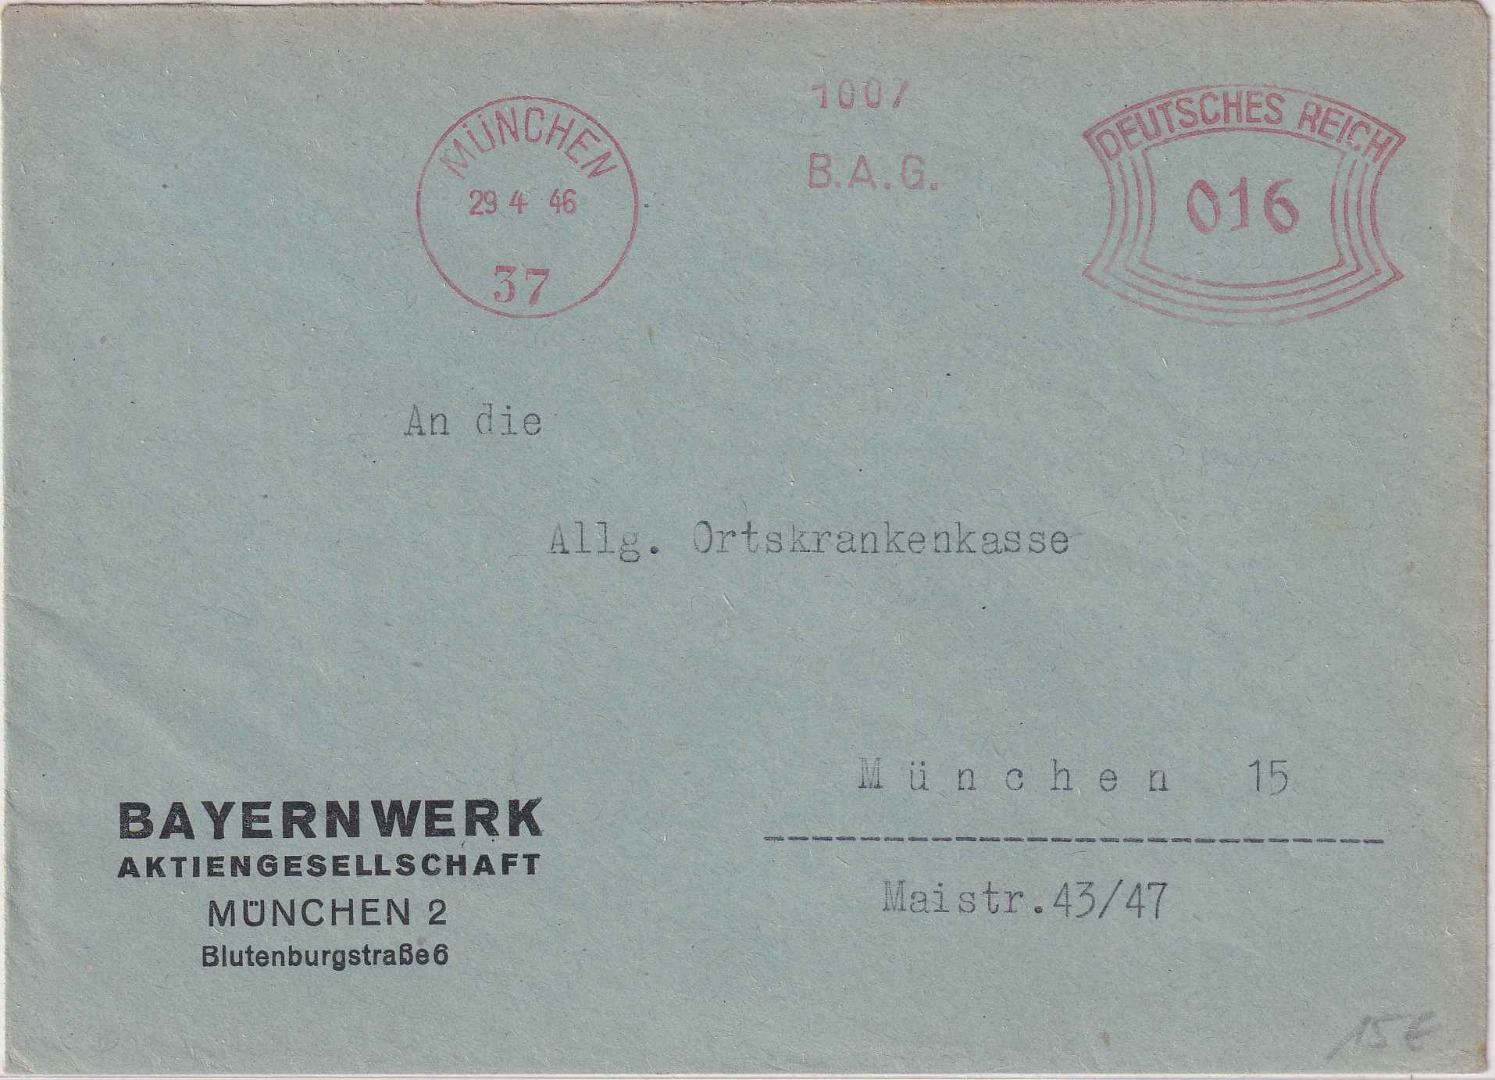 1007
DEUTSCHES REICH
MÜNCHEN
29 4 46
B.A.G.
016
37
An die
Allg. Ortskrankenkasse
München 15
Maistr.43/47
BAYERNWERK
AKTIENGESELLSCHAFT
MÜNCHEN 2
Blutenburgstraße 6
15 €